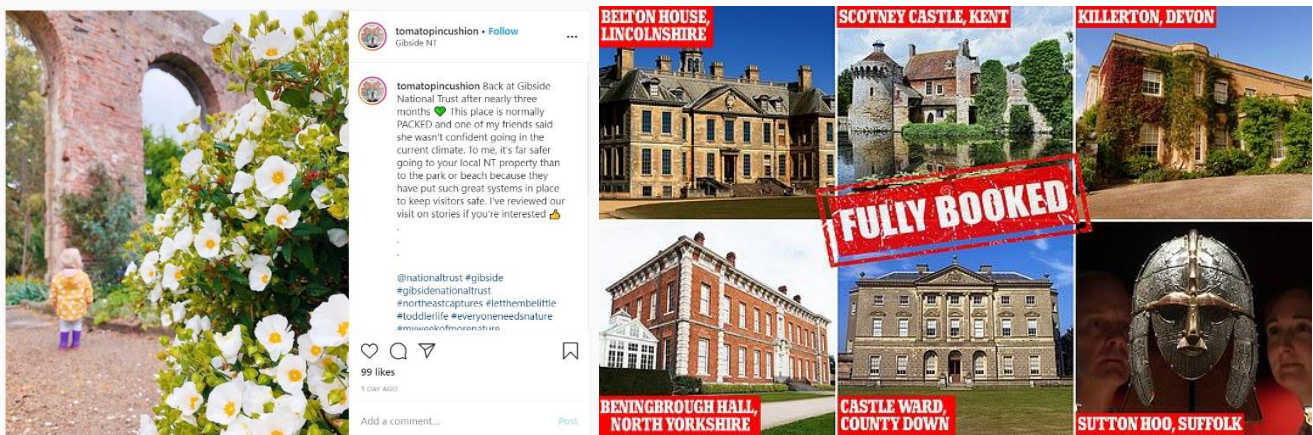 tomatopincushion • Follow
Gibside NT
tomatopincushion Back at Gibside
National Trust after nearly three
months 💚 This place is normally
PACKED and one of my friends said
she wasn't confident going in the
current climate. To me, it's far safer
going to your local NT property than
to the park or beach because they
have put such great systems in place
to keep visitors safe. I've reviewed our
visit on stories if you're interested 👍
.
.
.
@nationaltrust #gibside
#gibsidenationaltrust
#northeastcaptures #letthembelittle
#toddlerlife #everyoneneedsnature
#myweekofmorenature
99 likes
1 DAY AGO
Add a comment...
Post
BELTON HOUSE,
LINCOLNSHIRE
SCOTNEY CASTLE, KENT
KILLERTON, DEVON
FULLY BOOKED
BENINGBROUGH HALL,
NORTH YORKSHIRE
CASTLE WARD,
COUNTY DOWN
SUTTON HOO, SUFFOLK